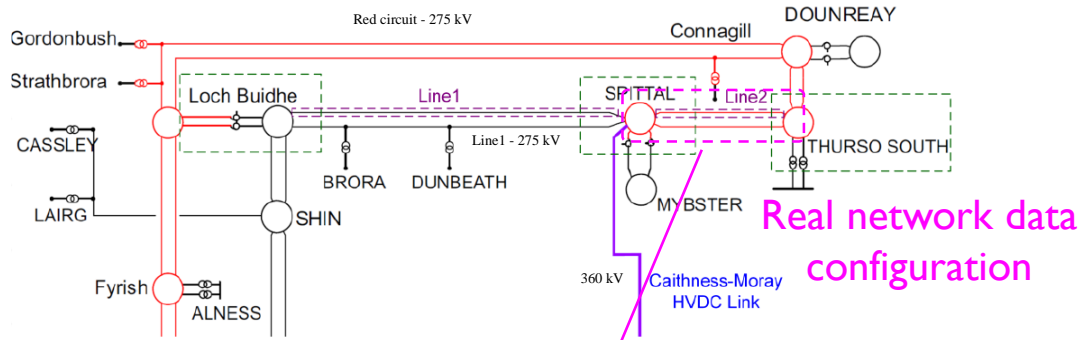 Red circuit - 275 kV
DOUNREAY
Gordonbush
Connagill
Strathbrora
Loch Buidhe
Line1
SPITTAL
Line2
CASSLEY
Line1 - 275 kV
THURSO SOUTH
BRORA
DUNBEATH
LAIRG
SHIN
MYBSTER
Real network data
configuration
Fyrish
360 kV
Caithness-Moray
HVDC Link
ALNESS